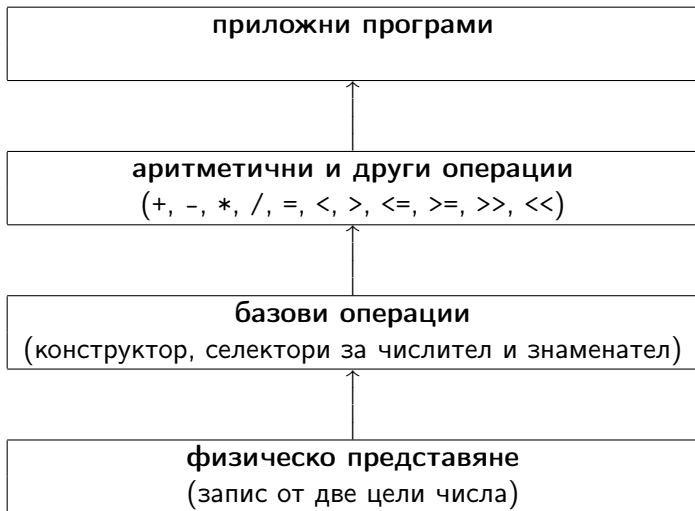 приложни програми
аритметични и други операции
(+, -, *, /, =, <, >, <=, >=, >>, <<)
базови операции
(конструктор, селектори за числител и знаменател)
физическо представяне
(запис от две цели числа)